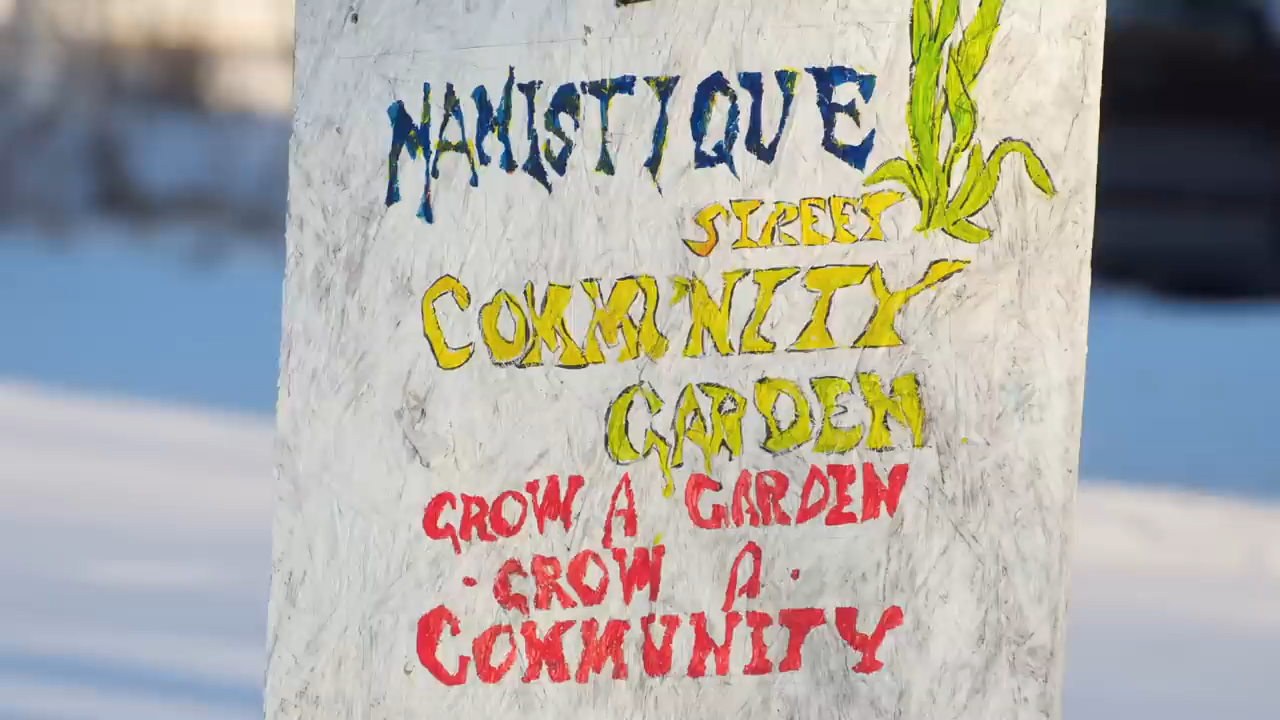 MANISTIQUE
STREET
COMMUNITY
GARDEN
GROW A GARDEN
·GROW A·
COMMUNITY